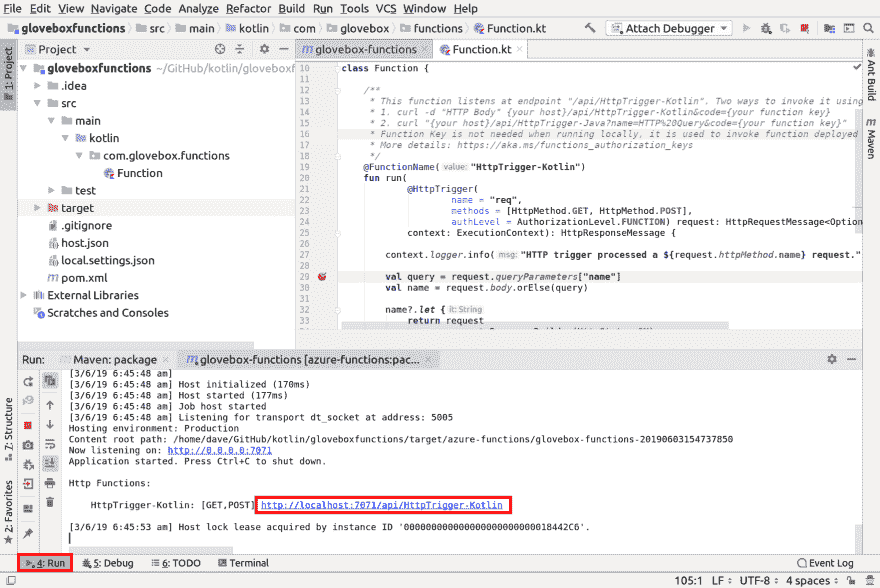 File Edit View Navigate Code Analyze Refactor Build Run Tools VCS Window Help
gloveboxfunctions src main kotlin com glovebox functions Function.kt Attach Debugger
Project glovebox-functions Function.kt
1: Project
Ant Build
Maven
gloveboxfunctions ~/GitHub/kotlin/gloveboxf
.idea
src
main
kotlin
com.glovebox.functions
Function
test
target
.gitignore
host.json
local.settings.json
pom.xml
External Libraries
Scratches and Consoles
10 class Function {
11
12 /**
13 * This function listens at endpoint "/api/HttpTrigger-Kotlin". Two ways to invoke it using
14 * 1. curl -d "HTTP Body" {your host}/api/HttpTrigger-Kotlin&code={your function key}
15 * 2. curl "{your host}/api/HttpTrigger-Java?name=HTTP%20Query&code={your function key}"
16 * Function Key is not needed when running locally, it is used to invoke function deployed
17 * More details: https://aka.ms/functions_authorization_keys
18 */
19 @FunctionName( value: "HttpTrigger-Kotlin")
20 fun run(
21 @HttpTrigger(
22 name = "req",
23 methods = [HttpMethod.GET, HttpMethod.POST],
24 authLevel = AuthorizationLevel.FUNCTION) request: HttpRequestMessage<Option
25 context: ExecutionContext): HttpResponseMessage {
26
27 context.logger.info( msg: "HTTP trigger processed a ${request.httpMethod.name} request."
28
29 val query = request.queryParameters["name"]
30 val name = request.body.orElse(query)
31
32 name?.let { it: String
33 return request
Run: Maven: package glovebox-functions [azure-functions:pac...
[3/6/19 6:45:48 am]
[3/6/19 6:45:48 am] Host initialized (170ms)
[3/6/19 6:45:48 am] Host started (177ms)
[3/6/19 6:45:48 am] Job host started
[3/6/19 6:45:48 am] Listening for transport dt_socket at address: 5005
Hosting environment: Production
Content root path: /home/dave/GitHub/kotlin/gloveboxfunctions/target/azure-functions/glovebox-functions-20190603154737850
Now listening on: http://0.0.0.0:7071
Application started. Press Ctrl+C to shut down.
Http Functions:
HttpTrigger-Kotlin: [GET,POST] http://localhost:7071/api/HttpTrigger-Kotlin
[3/6/19 6:45:53 am] Host lock lease acquired by instance ID '000000000000000000000000018442C6'.
7: Structure
2: Favorites
4: Run 5: Debug 6: TODO Terminal Event Log
105:1 LF UTF-8 4 spaces